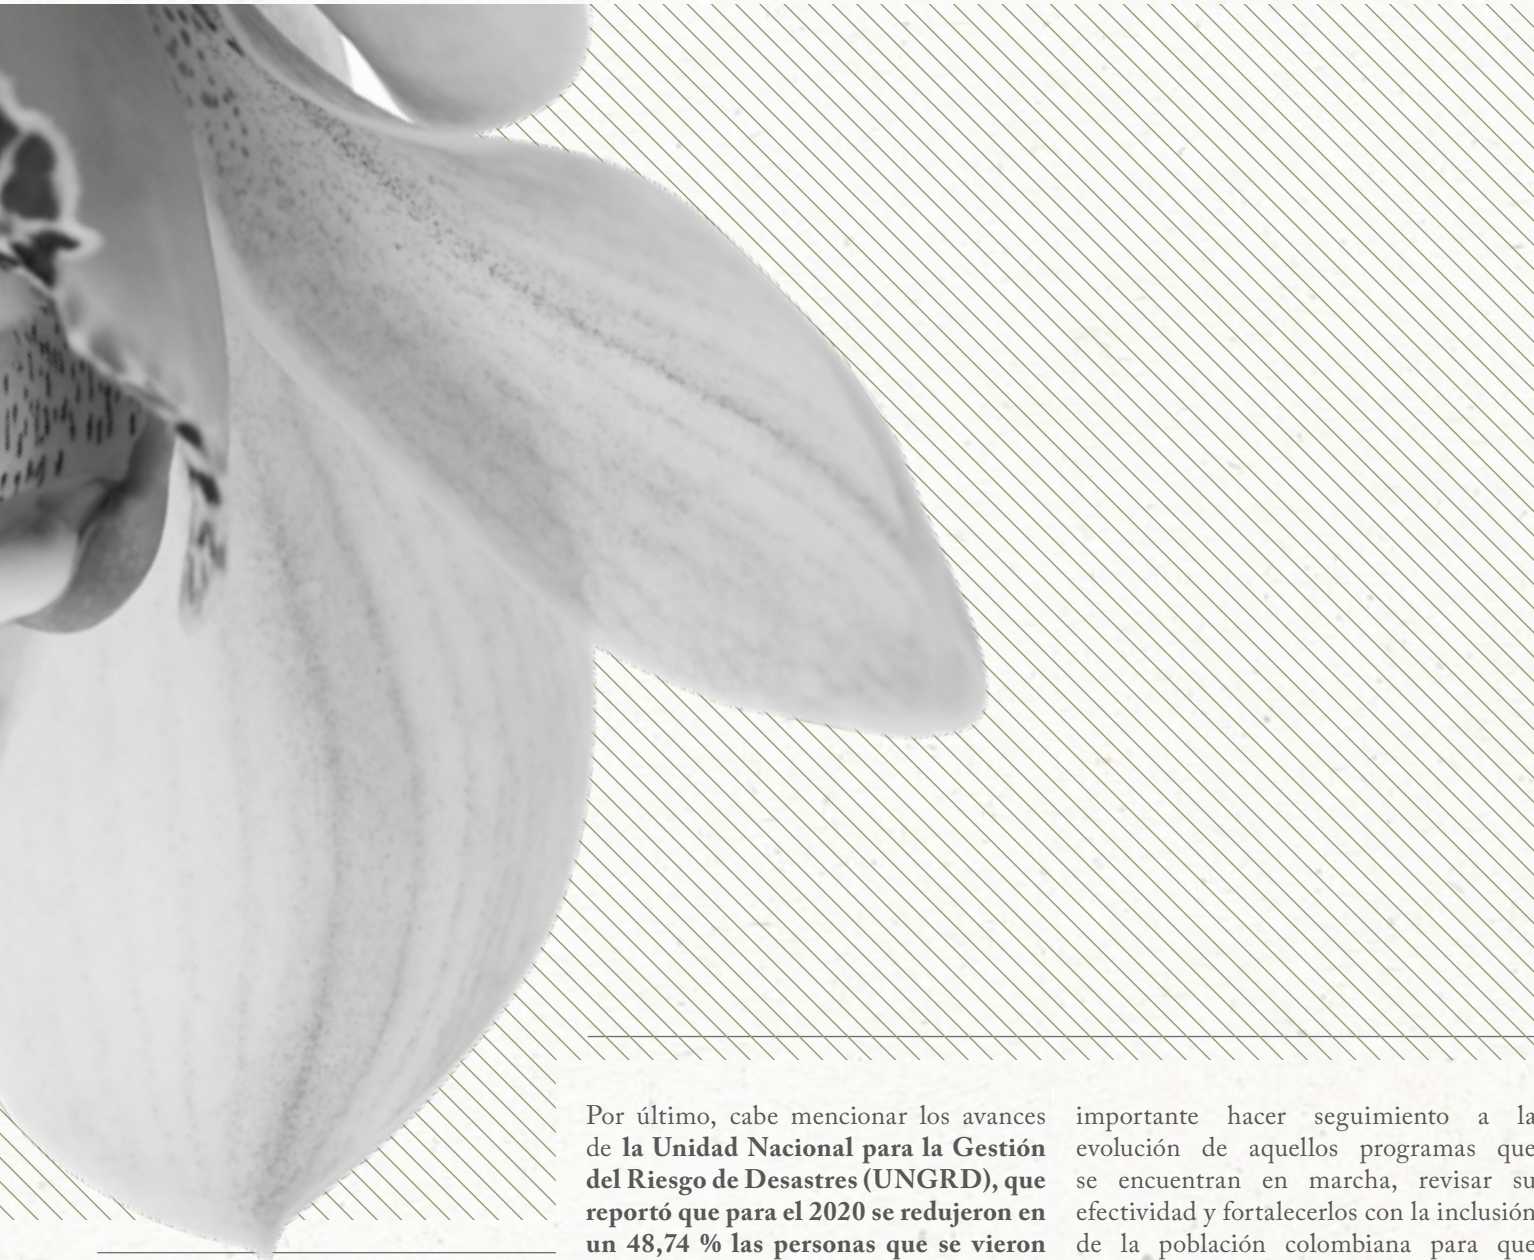 Por último, cabe mencionar los avances
de la Unidad Nacional para la Gestión
del Riesgo de Desastres (UNGRD), que
reportó que para el 2020 se redujeron en
un 48,74 % las personas que se vieron
importante hacer seguimiento a la
evolución de aquellos programas que
se encuentran en marcha, revisar su
efectividad y fortalecerlos con la inclusión
de la población colombiana para que